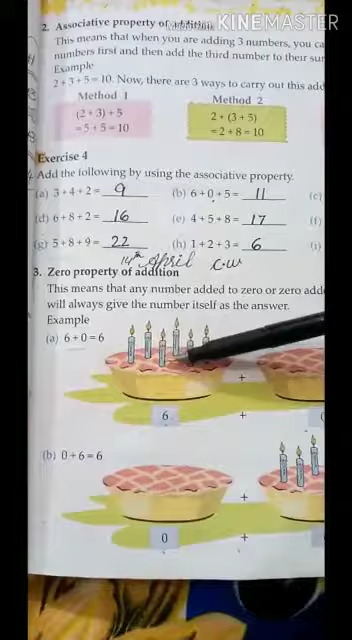 KINEMASTER
2. Associative property of addition
This means that when you are adding 3 numbers, you ca
numbers first and then add the third number to their sum
Example
2 + 3 + 5 = 10. Now, there are 3 ways to carry out this add
Method 1 Method 2
(2 + 3) + 5 2 + (3 + 5)
= 5 + 5 = 10 = 2 + 8 = 10
Exercise 4
Add the following by using the associative property.
(a) 3 + 4 + 2 = 9 (b) 6 + 0 + 5 = 11 (c)
(d) 6 + 8 + 2 = 16 (e) 4 + 5 + 8 = 17 (f)
(g) 5 + 8 + 9 = 22 (h) 1 + 2 + 3 = 6 (i)
14th April C.W
3. Zero property of addition
This means that any number added to zero or zero adde
will always give the number itself as the answer.
Example
(a) 6 + 0 = 6
+
6 +
(b) 0 + 6 = 6
+
0 +